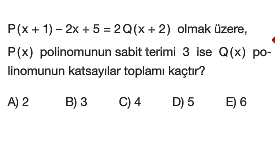 P(x + 1) – 2x + 5 = 2Q(x + 2) olmak üzere,
P(x) polinomunun sabit terimi 3 ise Q(x) po-
linomunun katsayılar toplamı kaçtır?
A) 2 B) 3 C) 4 D) 5 E) 6